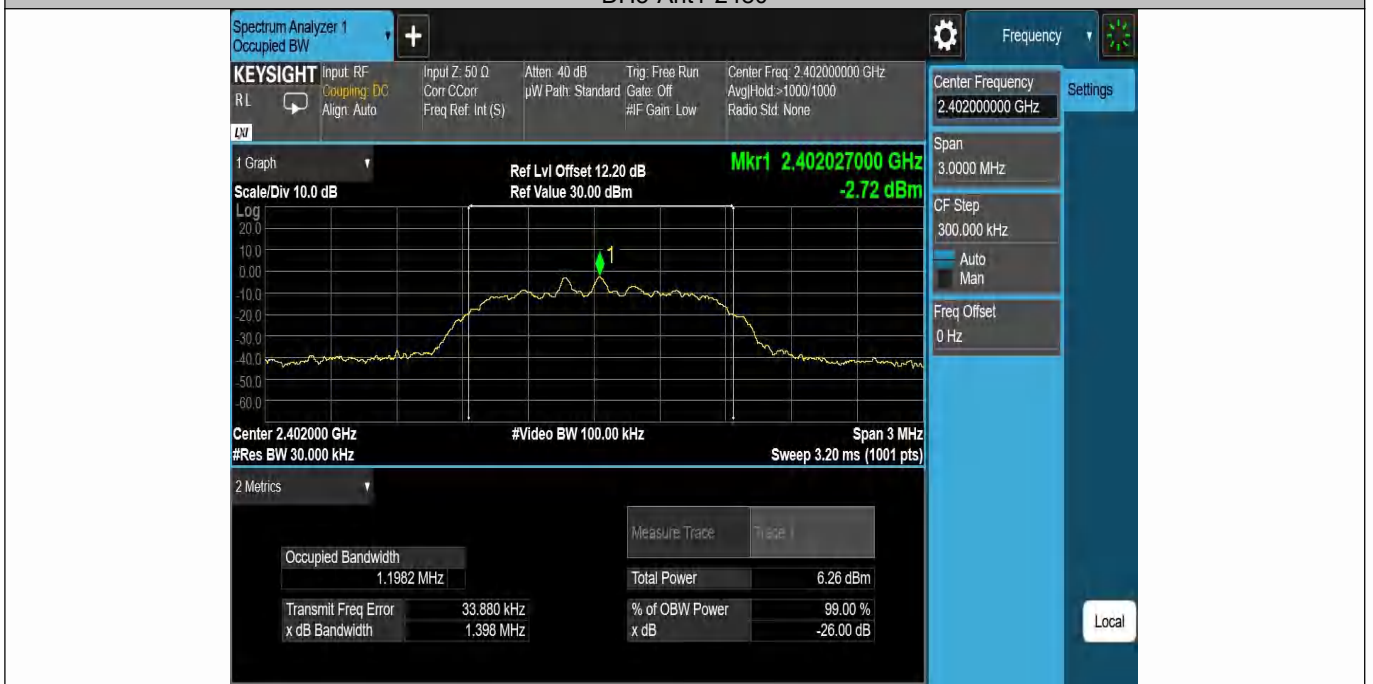 Spectrum Analyzer 1
Occupied BW
+
Frequency
KEYSIGHT
RL
LXI
Input: RF
Coupling: DC
Align: Auto
Input Z: 50 Ω
Corr CCorr
Freq Ref: Int (S)
Atten: 40 dB
µW Path: Standard
Trig: Free Run
Gate: Off
#IF Gain: Low
Center Freq: 2.402000000 GHz
Avg|Hold:>1000/1000
Radio Std: None
Center Frequency
2.402000000 GHz
Settings
Span
3.0000 MHz
CF Step
300.000 kHz
Auto
Man
Freq Offset
0 Hz
Local
1 Graph
Scale/Div 10.0 dB
Ref Lvl Offset 12.20 dB
Ref Value 30.00 dBm
Mkr1 2.402027000 GHz
-2.72 dBm
Log
20.0
10.0
0.00
-10.0
-20.0
-30.0
-40.0
-50.0
-60.0
1
Center 2.402000 GHz
#Video BW 100.00 kHz
Span 3 MHz
#Res BW 30.000 kHz
Sweep 3.20 ms (1001 pts)
2 Metrics
Measure Trace
Trace 1
Occupied Bandwidth
1.1982 MHz
Total Power
6.26 dBm
Transmit Freq Error
33.880 kHz
% of OBW Power
99.00 %
x dB Bandwidth
1.398 MHz
x dB
-26.00 dB